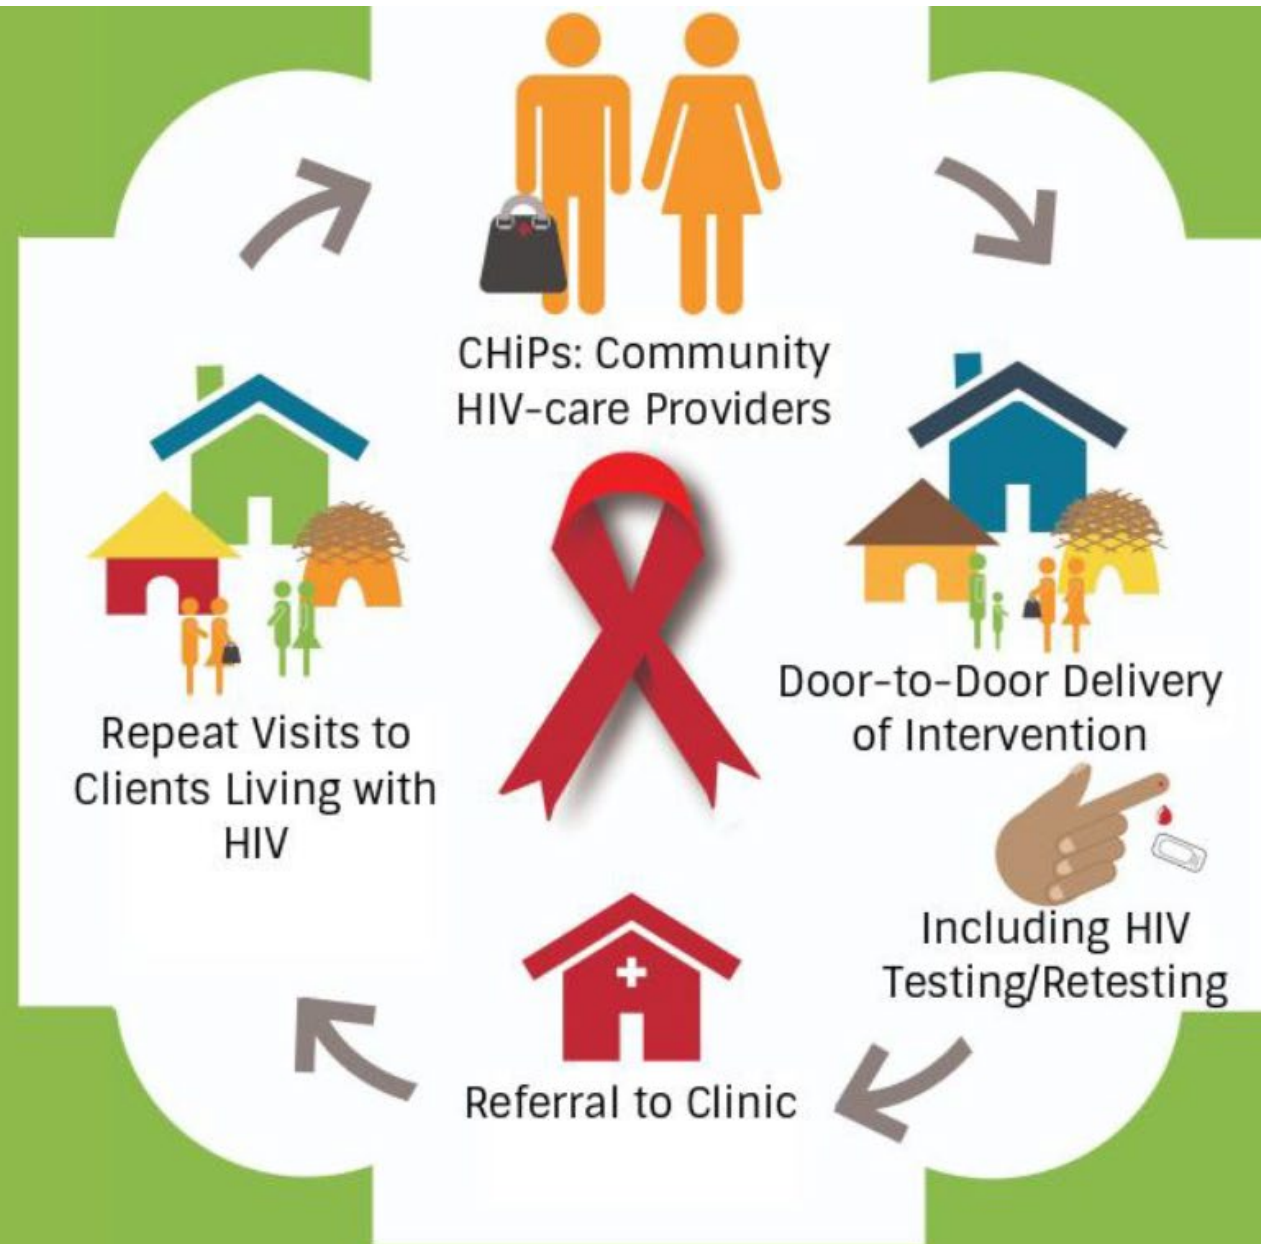 CHiPs: Community
HIV-care Providers
Door-to-Door Delivery
of Intervention
Including HIV
Testing/Retesting
Referral to Clinic
Repeat Visits to
Clients Living with
HIV